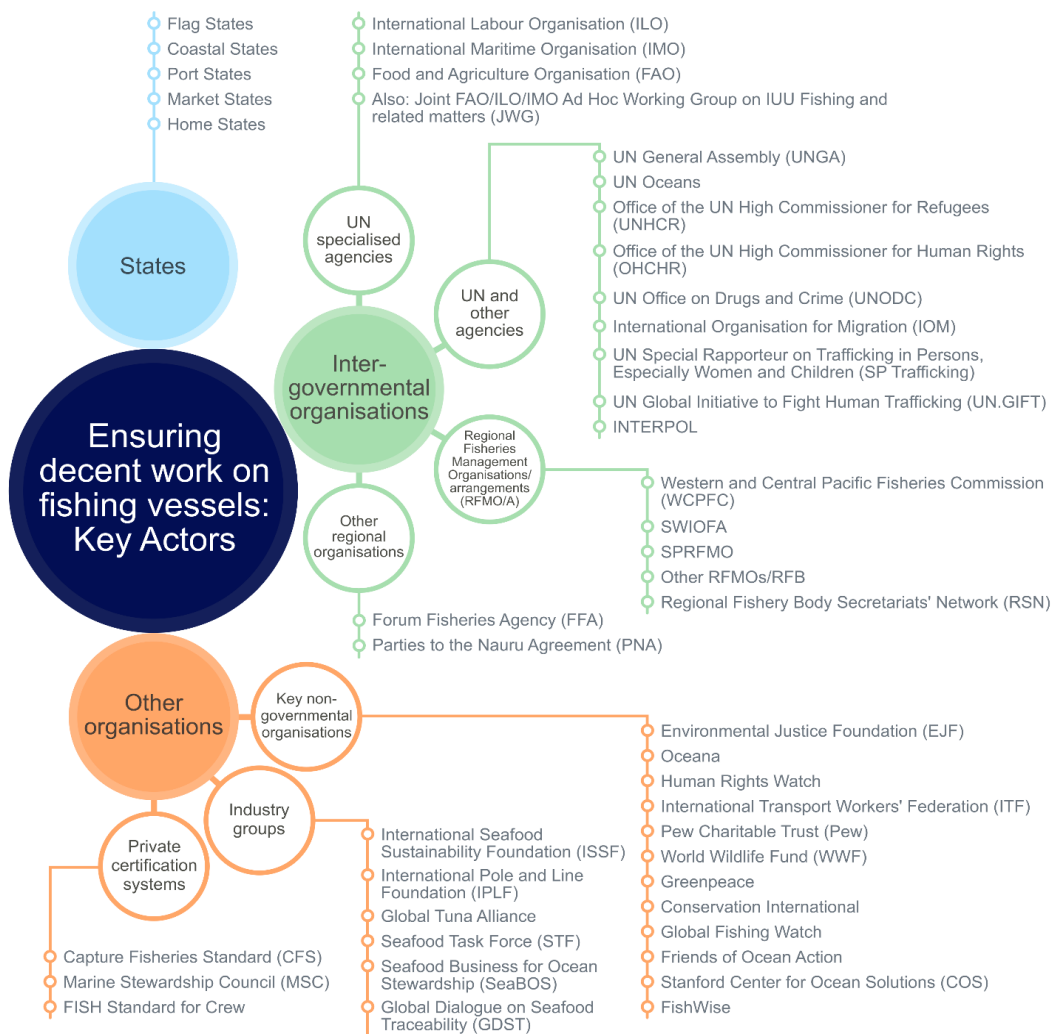 Flag States
Coastal States
Port States
Market States
Home States
States
International Labour Organisation (ILO)
International Maritime Organisation (IMO)
Food and Agriculture Organisation (FAO)
Also: Joint FAO/ILO/IMO Ad Hoc Working Group on IUU Fishing and
related matters (JWG)
UN
specialised
agencies
UN and
other
agencies
UN General Assembly (UNGA)
UN Oceans
Office of the UN High Commissioner for Refugees
(UNHCR)
Office of the UN High Commissioner for Human Rights
(OHCHR)
UN Office on Drugs and Crime (UNODC)
International Organisation for Migration (IOM)
UN Special Rapporteur on Trafficking in Persons,
Especially Women and Children (SP Trafficking)
UN Global Initiative to Fight Human Trafficking (UN.GIFT)
INTERPOL
Inter-
governmental
organisations
Regional
Fisheries
Management
Organisations/
arrangements
(RFMO/A)
Western and Central Pacific Fisheries Commission
(WCPFC)
SWIOFA
SPRFMO
Other RFMOs/RFB
Regional Fishery Body Secretariats' Network (RSN)
Other
regional
organisations
Forum Fisheries Agency (FFA)
Parties to the Nauru Agreement (PNA)
Ensuring
decent work on
fishing vessels:
Key Actors
Other
organisations
Key non-
governmental
organisations
Environmental Justice Foundation (EJF)
Oceana
Human Rights Watch
International Transport Workers' Federation (ITF)
Pew Charitable Trust (Pew)
World Wildlife Fund (WWF)
Greenpeace
Conservation International
Global Fishing Watch
Friends of Ocean Action
Stanford Center for Ocean Solutions (COS)
FishWise
Industry
groups
International Seafood
Sustainability Foundation (ISSF)
International Pole and Line
Foundation (IPLF)
Global Tuna Alliance
Seafood Task Force (STF)
Seafood Business for Ocean
Stewardship (SeaBOS)
Global Dialogue on Seafood
Traceability (GDST)
Private
certification
systems
Capture Fisheries Standard (CFS)
Marine Stewardship Council (MSC)
FISH Standard for Crew